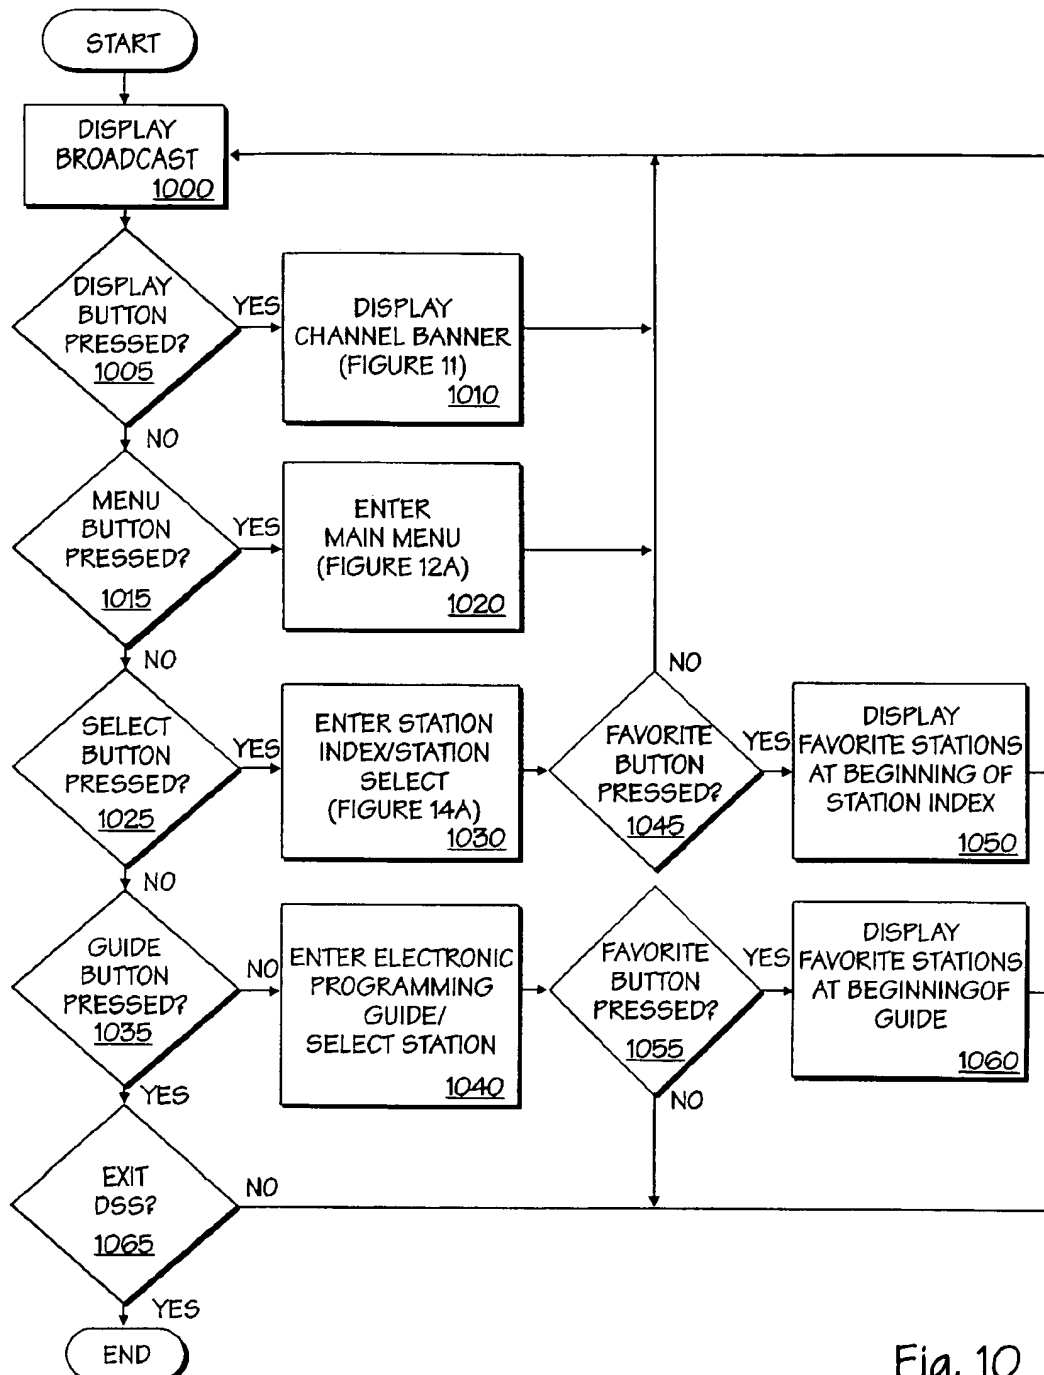 START
DISPLAY
BROADCAST
1000
DISPLAY
BUTTON
PRESSED?
1005
YES
DISPLAY
CHANNEL BANNER
(FIGURE 11)
1010
NO
MENU
BUTTON
PRESSED?
1015
YES
ENTER
MAIN MENU
(FIGURE 12A)
1020
NO
SELECT
BUTTON
PRESSED?
1025
YES
ENTER STATION
INDEX/STATION
SELECT
(FIGURE 14A)
1030
NO
FAVORITE
BUTTON
PRESSED?
1045
YES
DISPLAY
FAVORITE STATIONS
AT BEGINNING OF
STATION INDEX
1050
NO
GUIDE
BUTTON
PRESSED?
1035
NO
ENTER ELECTRONIC
PROGRAMMING
GUIDE/
SELECT STATION
1040
FAVORITE
BUTTON
PRESSED?
1055
YES
DISPLAY
FAVORITE STATIONS
AT BEGINNINGOF
GUIDE
1060
NO
YES
EXIT
DSS?
1065
NO
YES
END
Fig. 10